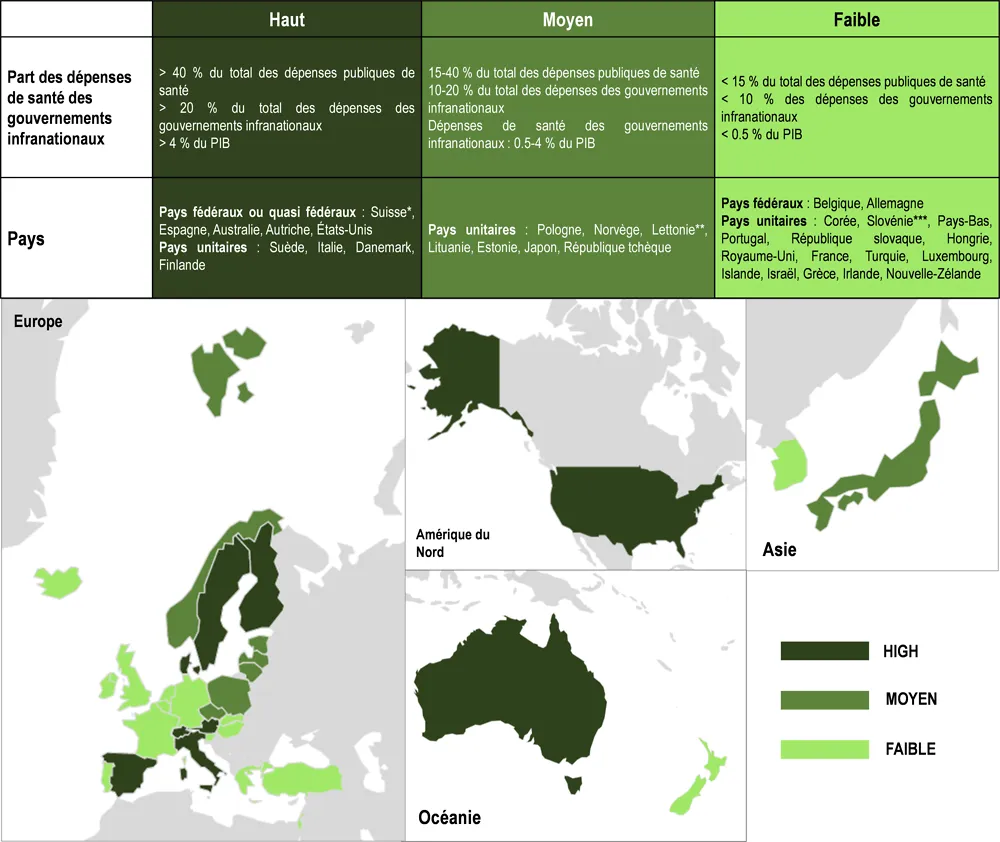 Haut
Moyen
Faible
Part des dépenses
de santé des
gouvernements
infranationaux
> 40 % du total des dépenses publiques de
santé
> 20 % du total des dépenses des
gouvernements infranationaux
> 4 % du PIB
15-40 % du total des dépenses publiques de santé
10-20 % du total des dépenses des gouvernements
infranationaux
Dépenses de santé des gouvernements
infranationaux : 0.5-4 % du PIB
< 15 % du total des dépenses publiques de santé
< 10 % des dépenses des gouvernements
infranationaux
< 0.5 % du PIB
Pays
Pays fédéraux ou quasi fédéraux : Suisse*,
Espagne, Australie, Autriche, États-Unis
Pays unitaires : Suède, Italie, Danemark,
Finlande
Pays unitaires : Pologne, Norvège, Lettonie**,
Lituanie, Estonie, Japon, République tchèque
Pays fédéraux : Belgique, Allemagne
Pays unitaires : Corée, Slovénie***, Pays-Bas,
Portugal, République slovaque, Hongrie,
Royaume-Uni, France, Turquie, Luxembourg,
Islande, Israël, Grèce, Irlande, Nouvelle-Zélande
Europe
Amérique du
Nord
Asie
Océanie
HIGH
MOYEN
FAIBLE